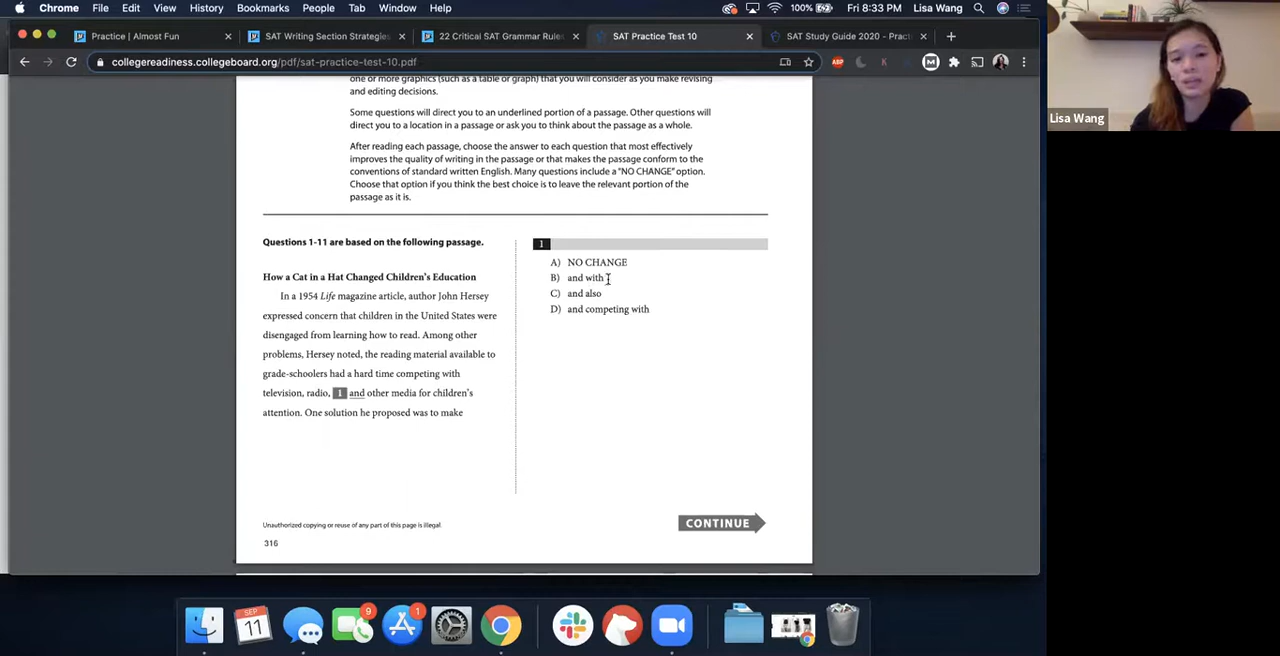 Chrome File Edit View History Bookmarks People Tab Window Help 100% Fri 8:33 PM Lisa Wang
Practice | Almost Fun SAT Writing Section Strategies 22 Critical SAT Grammar Rules SAT Practice Test 10 SAT Study Guide 2020 - Pract
collegereadiness.collegeboard.org/pdf/sat-practice-test-10.pdf ABP K M
Lisa Wang
one or more graphics (such as a table or graph) that you will consider as you make revising
and editing decisions.
Some questions will direct you to an underlined portion of a passage. Other questions will
direct you to a location in a passage or ask you to think about the passage as a whole.
After reading each passage, choose the answer to each question that most effectively
improves the quality of writing in the passage or that makes the passage conform to the
conventions of standard written English. Many questions include a "NO CHANGE" option.
Choose that option if you think the best choice is to leave the relevant portion of the
passage as it is.
Questions 1-11 are based on the following passage.
How a Cat in a Hat Changed Children's Education
In a 1954 Life magazine article, author John Hersey
expressed concern that children in the United States were
disengaged from learning how to read. Among other
problems, Hersey noted, the reading material available to
grade-schoolers had a hard time competing with
television, radio, 1 and other media for children's
attention. One solution he proposed was to make
1
A) NO CHANGE
B) and with
C) and also
D) and competing with
Unauthorized copying or reuse of any part of this page is illegal.
CONTINUE
316
SEP
11
9
1